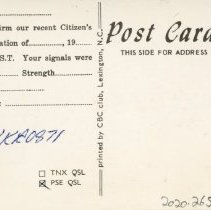 firm our recent Citizen's
ation of , 19
S.T. Your signals were
Strength
KKB0871
TNX QSL
PSE QSL
printed by CBC club, Lexington, N.C.
Post Card
THIS SIDE FOR ADDRESS
2020-265